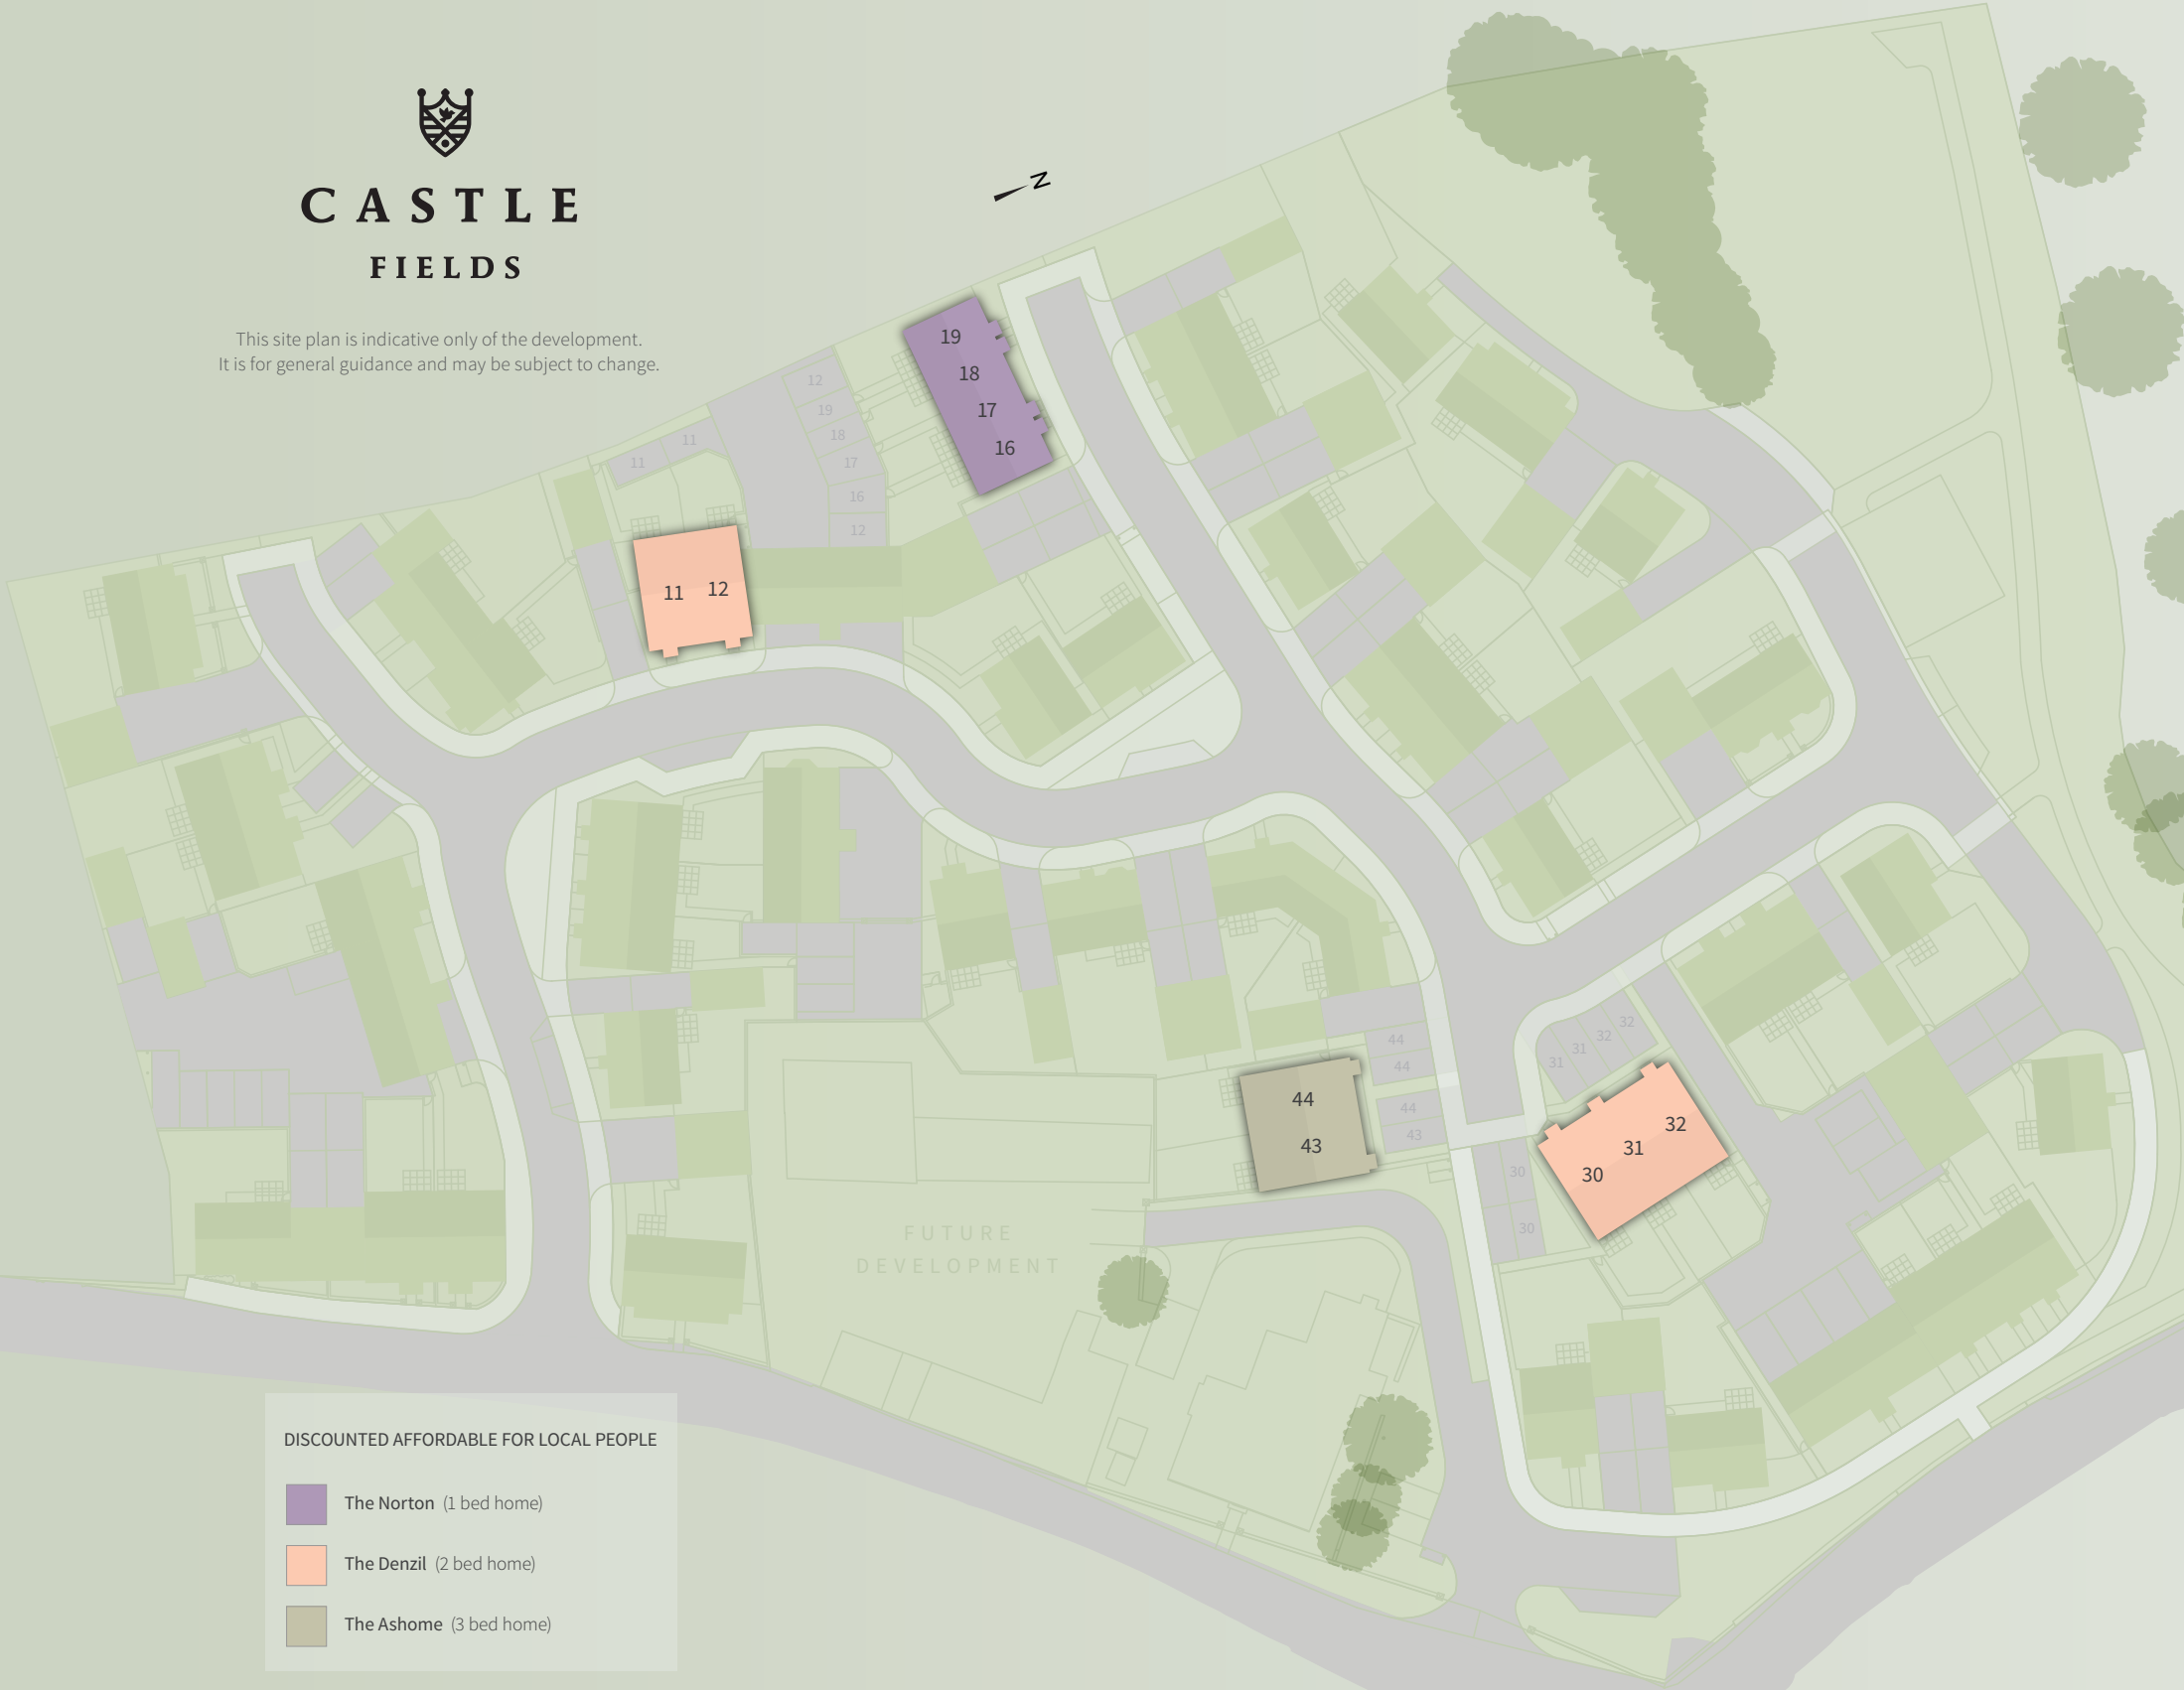 CASTLE
FIELDS
This site plan is indicative only of the development.
It is for general guidance and may be subject to change.
N
19
18
17
16
12
19
18
17
16
12
11
11
11 12
44
44
44
43
44
43
31 31 32 32
32
31
30
30
30
FUTURE
DEVELOPMENT
DISCOUNTED AFFORDABLE FOR LOCAL PEOPLE
The Norton (1 bed home)
The Denzil (2 bed home)
The Ashome (3 bed home)